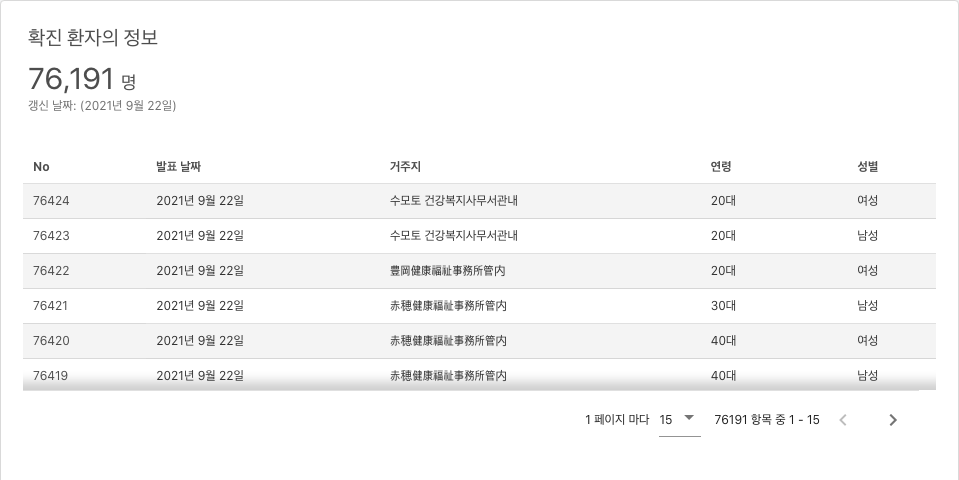 확진 환자의 정보
76,191 명
갱신 날짜: (2021년 9월 22일)
No 발표 날짜 거주지 연령 성별
76424 2021년 9월 22일 수모토 건강복지사무서관내 20대 여성
76423 2021년 9월 22일 수모토 건강복지사무서관내 20대 남성
76422 2021년 9월 22일 豊岡健康福祉事務所管内 20대 여성
76421 2021년 9월 22일 赤穂健康福祉事務所管内 30대 남성
76420 2021년 9월 22일 赤穂健康福祉事務所管内 40대 여성
76419 2021년 9월 22일 赤穂健康福祉事務所管内 40대 남성
1 페이지 마다 15 76191 항목 중 1 - 15